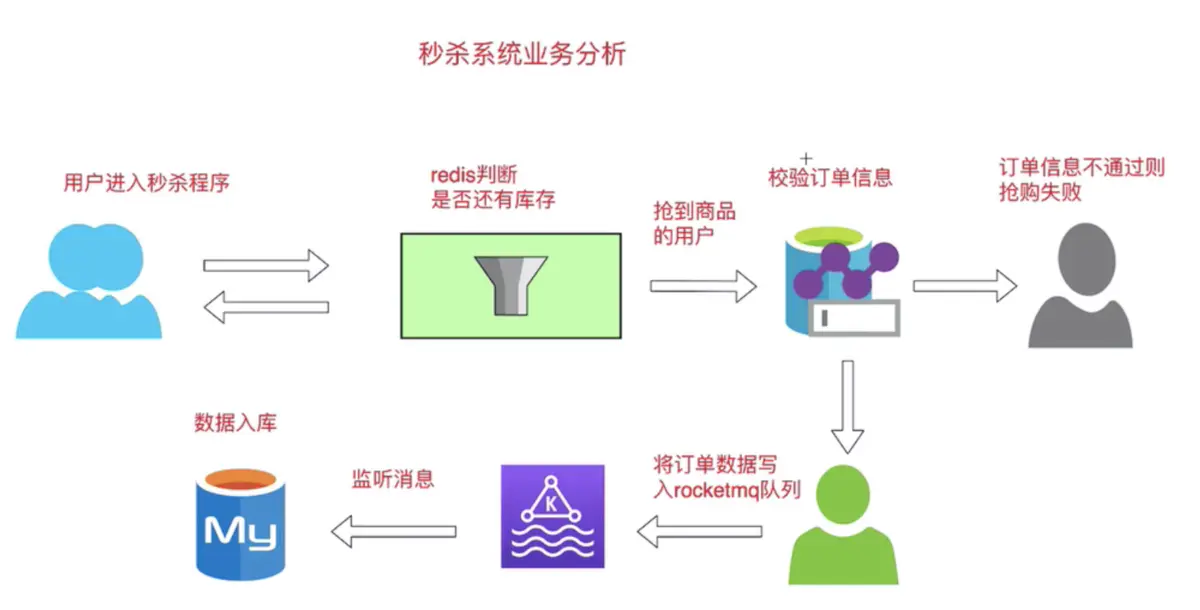 秒杀系统业务分析
用户进入秒杀程序
redis判断
是否还有库存
抢到商品
的用户
校验订单信息
订单信息不通过则
抢购失败
数据入库
监听消息
将订单数据写
入rocketmq队列
My
K